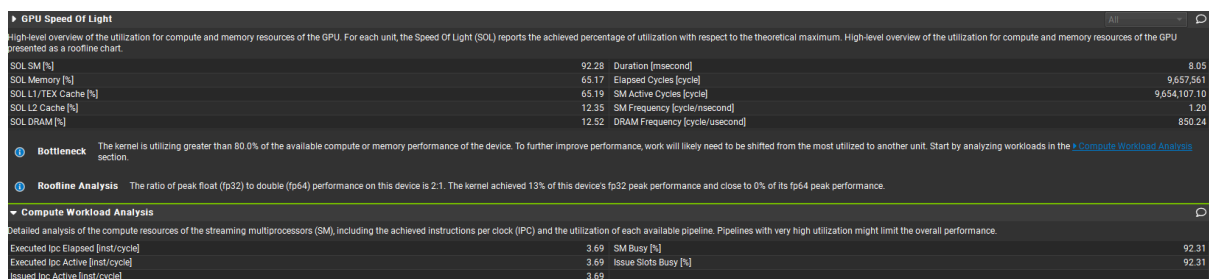 GPU Speed Of Light
All
High-level overview of the utilization for compute and memory resources of the GPU. For each unit, the Speed Of Light (SOL) reports the achieved percentage of utilization with respect to the theoretical maximum. High-level overview of the utilization for compute and memory resources of the GPU
presented as a roofline chart.
SOL SM [%] 92.28 Duration [msecond] 8.05
SOL Memory [%] 65.17 Elapsed Cycles [cycle] 9,657,561
SOL L1/TEX Cache [%] 65.19 SM Active Cycles [cycle] 9,654,107.10
SOL L2 Cache [%] 12.35 SM Frequency [cycle/nsecond] 1.20
SOL DRAM [%] 12.52 DRAM Frequency [cycle/usecond] 850.24
Bottleneck The kernel is utilizing greater than 80.0% of the available compute or memory performance of the device. To further improve performance, work will likely need to be shifted from the most utilized to another unit. Start by analyzing workloads in the Compute Workload Analysis
section.
Roofline Analysis The ratio of peak float (fp32) to double (fp64) performance on this device is 2:1. The kernel achieved 13% of this device's fp32 peak performance and close to 0% of its fp64 peak performance.
Compute Workload Analysis
Detailed analysis of the compute resources of the streaming multiprocessors (SM), including the achieved instructions per clock (IPC) and the utilization of each available pipeline. Pipelines with very high utilization might limit the overall performance.
Executed Ipc Elapsed [inst/cycle] 3.69 SM Busy [%] 92.31
Executed Ipc Active [inst/cycle] 3.69 Issue Slots Busy [%] 92.31
Issued Ipc Active [inst/cycle] 3.69